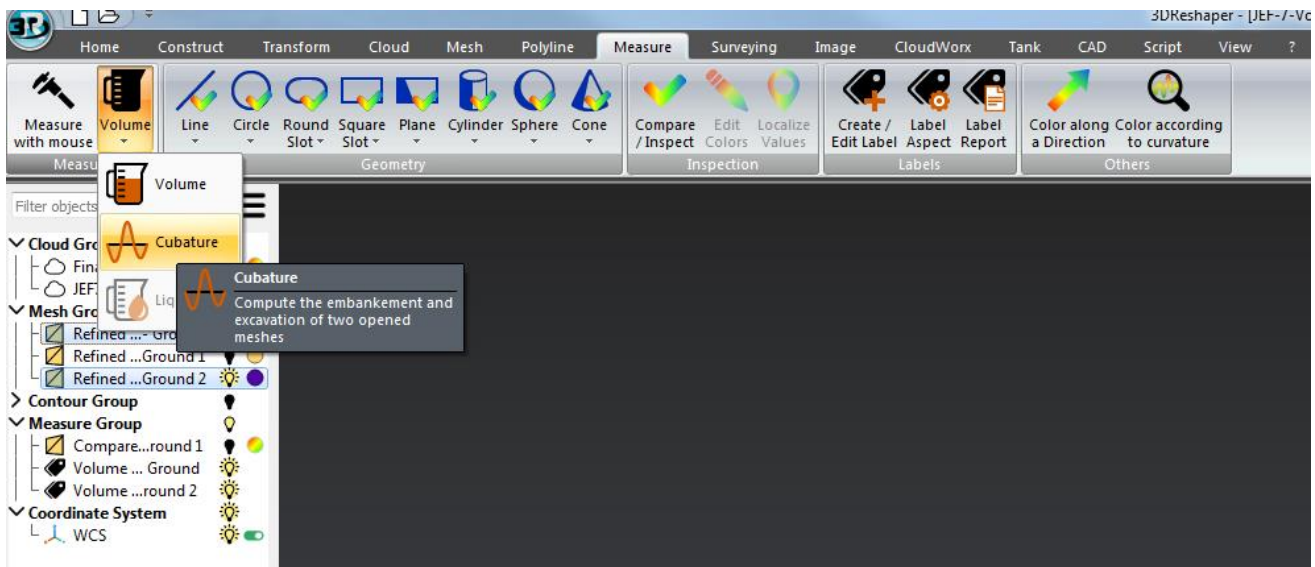 3DReshaper - [JEF-7-Vo
Home Construct Transform Cloud Mesh Polyline Measure Surveying Image CloudWorx Tank CAD Script View ?
Measure with mouse
Volume
Line
Circle
Round Slot
Square Slot
Plane
Cylinder
Sphere
Cone
Compare / Inspect
Edit Colors
Localize Values
Create / Edit Label
Label Aspect
Label Report
Color along a Direction
Color according to curvature
Measu
Geometry
Inspection
Labels
Others
Volume
Cubature
Liq
Cubature
Compute the embankement and
excavation of two opened
meshes
Filter objects
Cloud Gro
Fin
JEF
Mesh Gro
Refined ...- Gro
Refined ...Ground 1
Refined ...Ground 2
Contour Group
Measure Group
Compare...round 1
Volume ... Ground
Volume ...round 2
Coordinate System
WCS